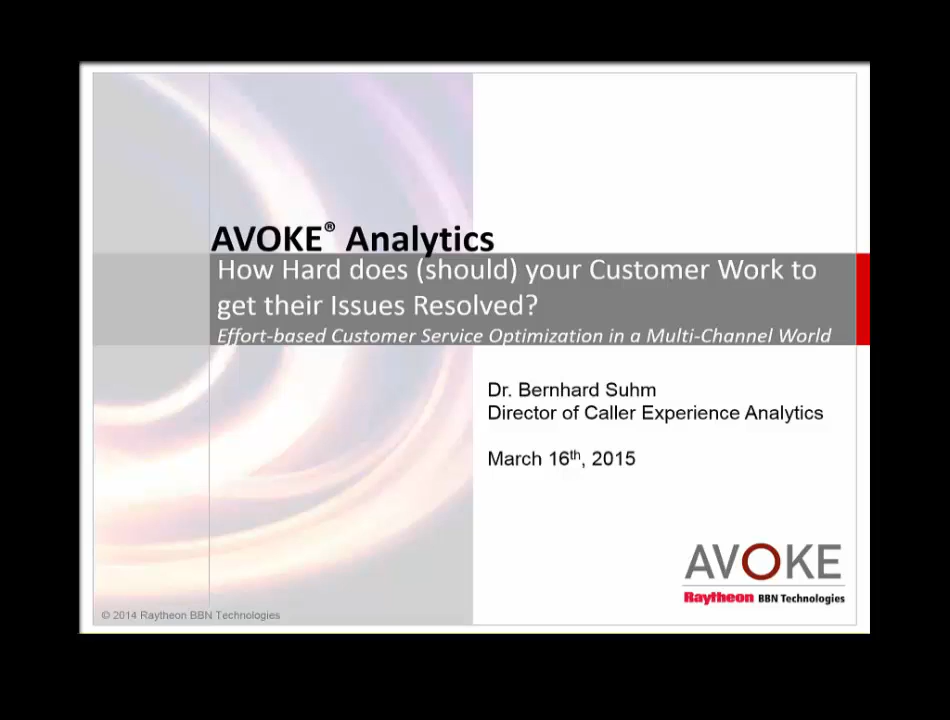 AVOKE® Analytics
How Hard does (should) your Customer Work to
get their Issues Resolved?
Effort-based Customer Service Optimization in a Multi-Channel World
Dr. Bernhard Suhm
Director of Caller Experience Analytics
March 16th, 2015
AVOKE
Raytheon BBN Technologies
© 2014 Raytheon BBN Technologies